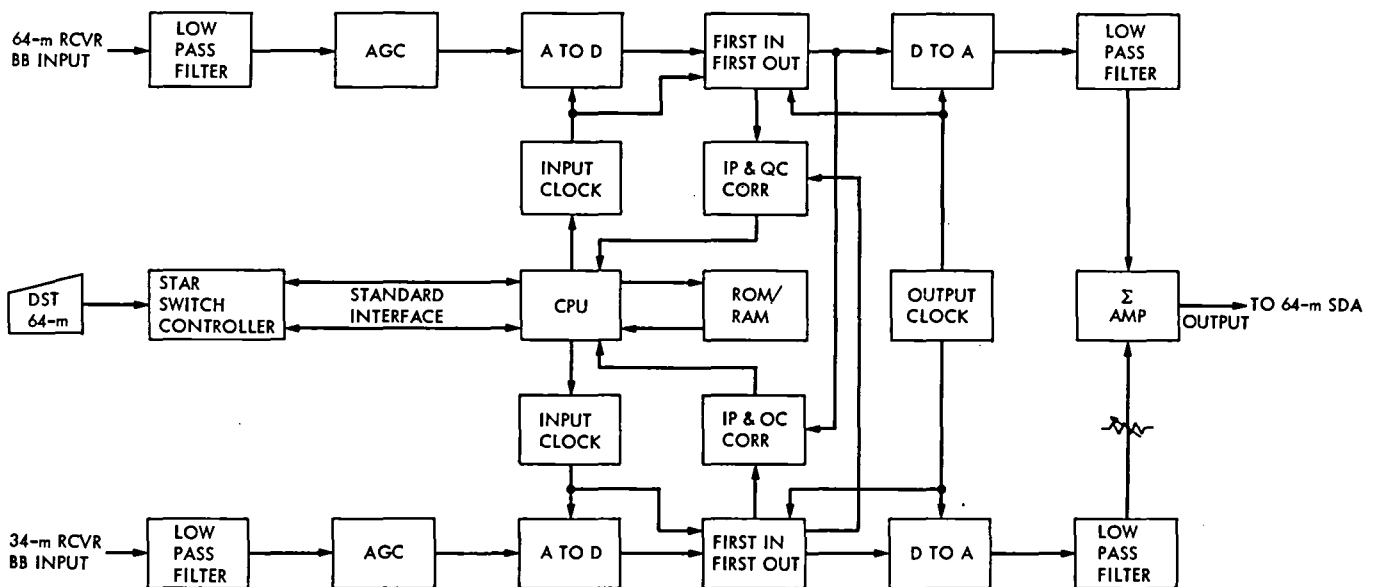 64-m RCVR
BB INPUT
LOW
PASS
FILTER
AGC
A TO D
FIRST IN
FIRST OUT
D TO A
LOW
PASS
FILTER
INPUT
CLOCK
IP & QC
CORR
DST
64-m
STAR
SWITCH
CONTROLLER
STANDARD
INTERFACE
CPU
ROM/
RAM
OUTPUT
CLOCK
Σ
AMP
OUTPUT
TO 64-m SDA
INPUT
CLOCK
IP & OC
CORR
34-m RCVR
BB INPUT
LOW
PASS
FILTER
AGC
A TO D
FIRST IN
FIRST OUT
D TO A
LOW
PASS
FILTER